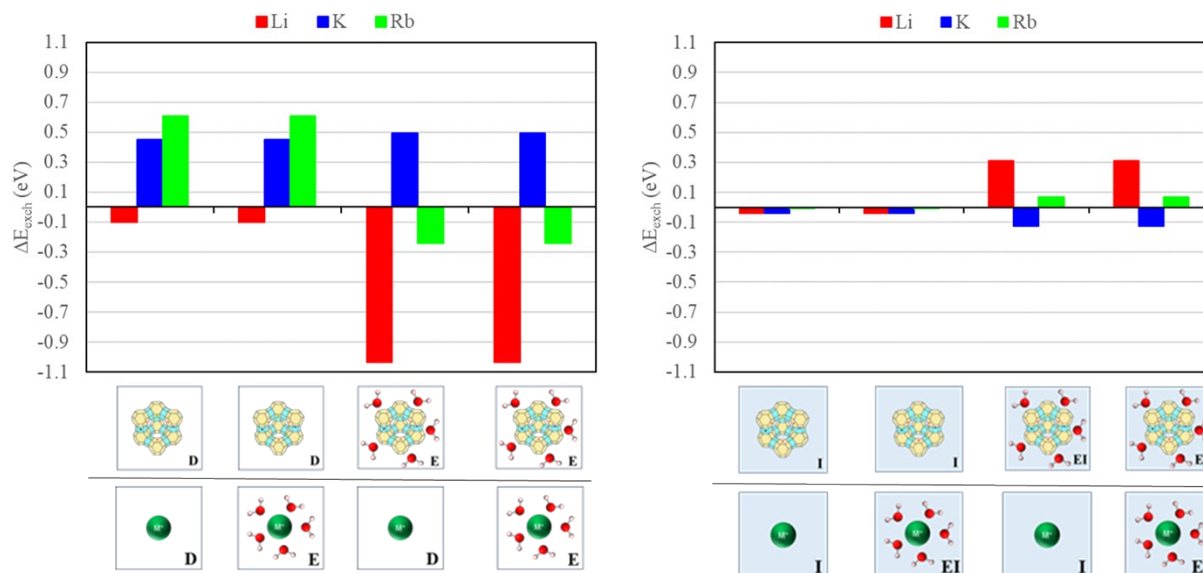 Li K Rb
1.1
0.9
0.7
0.5
0.3
0.1
-0.1
-0.3
-0.5
-0.7
-0.9
-1.1
ΔE_exch (eV)
D D E E
M⁺ M⁺ M⁺ M⁺
D E D E
Li K Rb
1.1
0.9
0.7
0.5
0.3
0.1
-0.1
-0.3
-0.5
-0.7
-0.9
-1.1
ΔE_exch (eV)
I I EI E
M⁺ M⁺ M⁺ M⁺
I EI I E